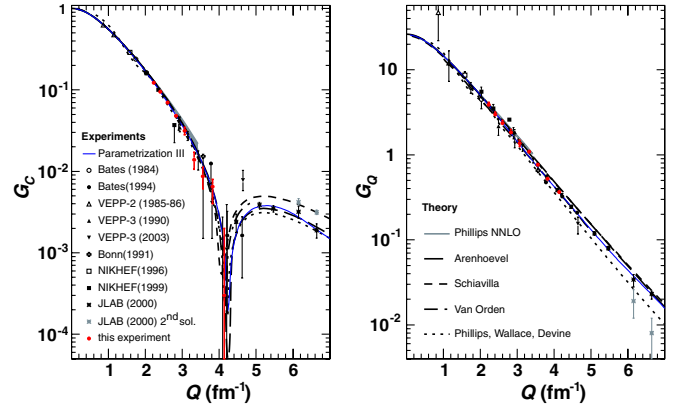 1
10⁻¹
10⁻²
10⁻³
10⁻⁴
G_C
Experiments
Parametrization III
Bates (1984)
Bates(1994)
VEPP-2 (1985-86)
VEPP-3 (1990)
VEPP-3 (2003)
Bonn(1991)
NIKHEF(1996)
NIKHEF(1999)
JLAB (2000)
JLAB (2000) 2ⁿᵈsol.
this experiment
0 1 2 3 4 5 6
Q (fm⁻¹)
10
1
10⁻¹
10⁻²
G_Q
Theory
Phillips NNLO
Arenhoevel
Schiavilla
Van Orden
Phillips, Wallace, Devine
0 1 2 3 4 5 6
Q (fm⁻¹)